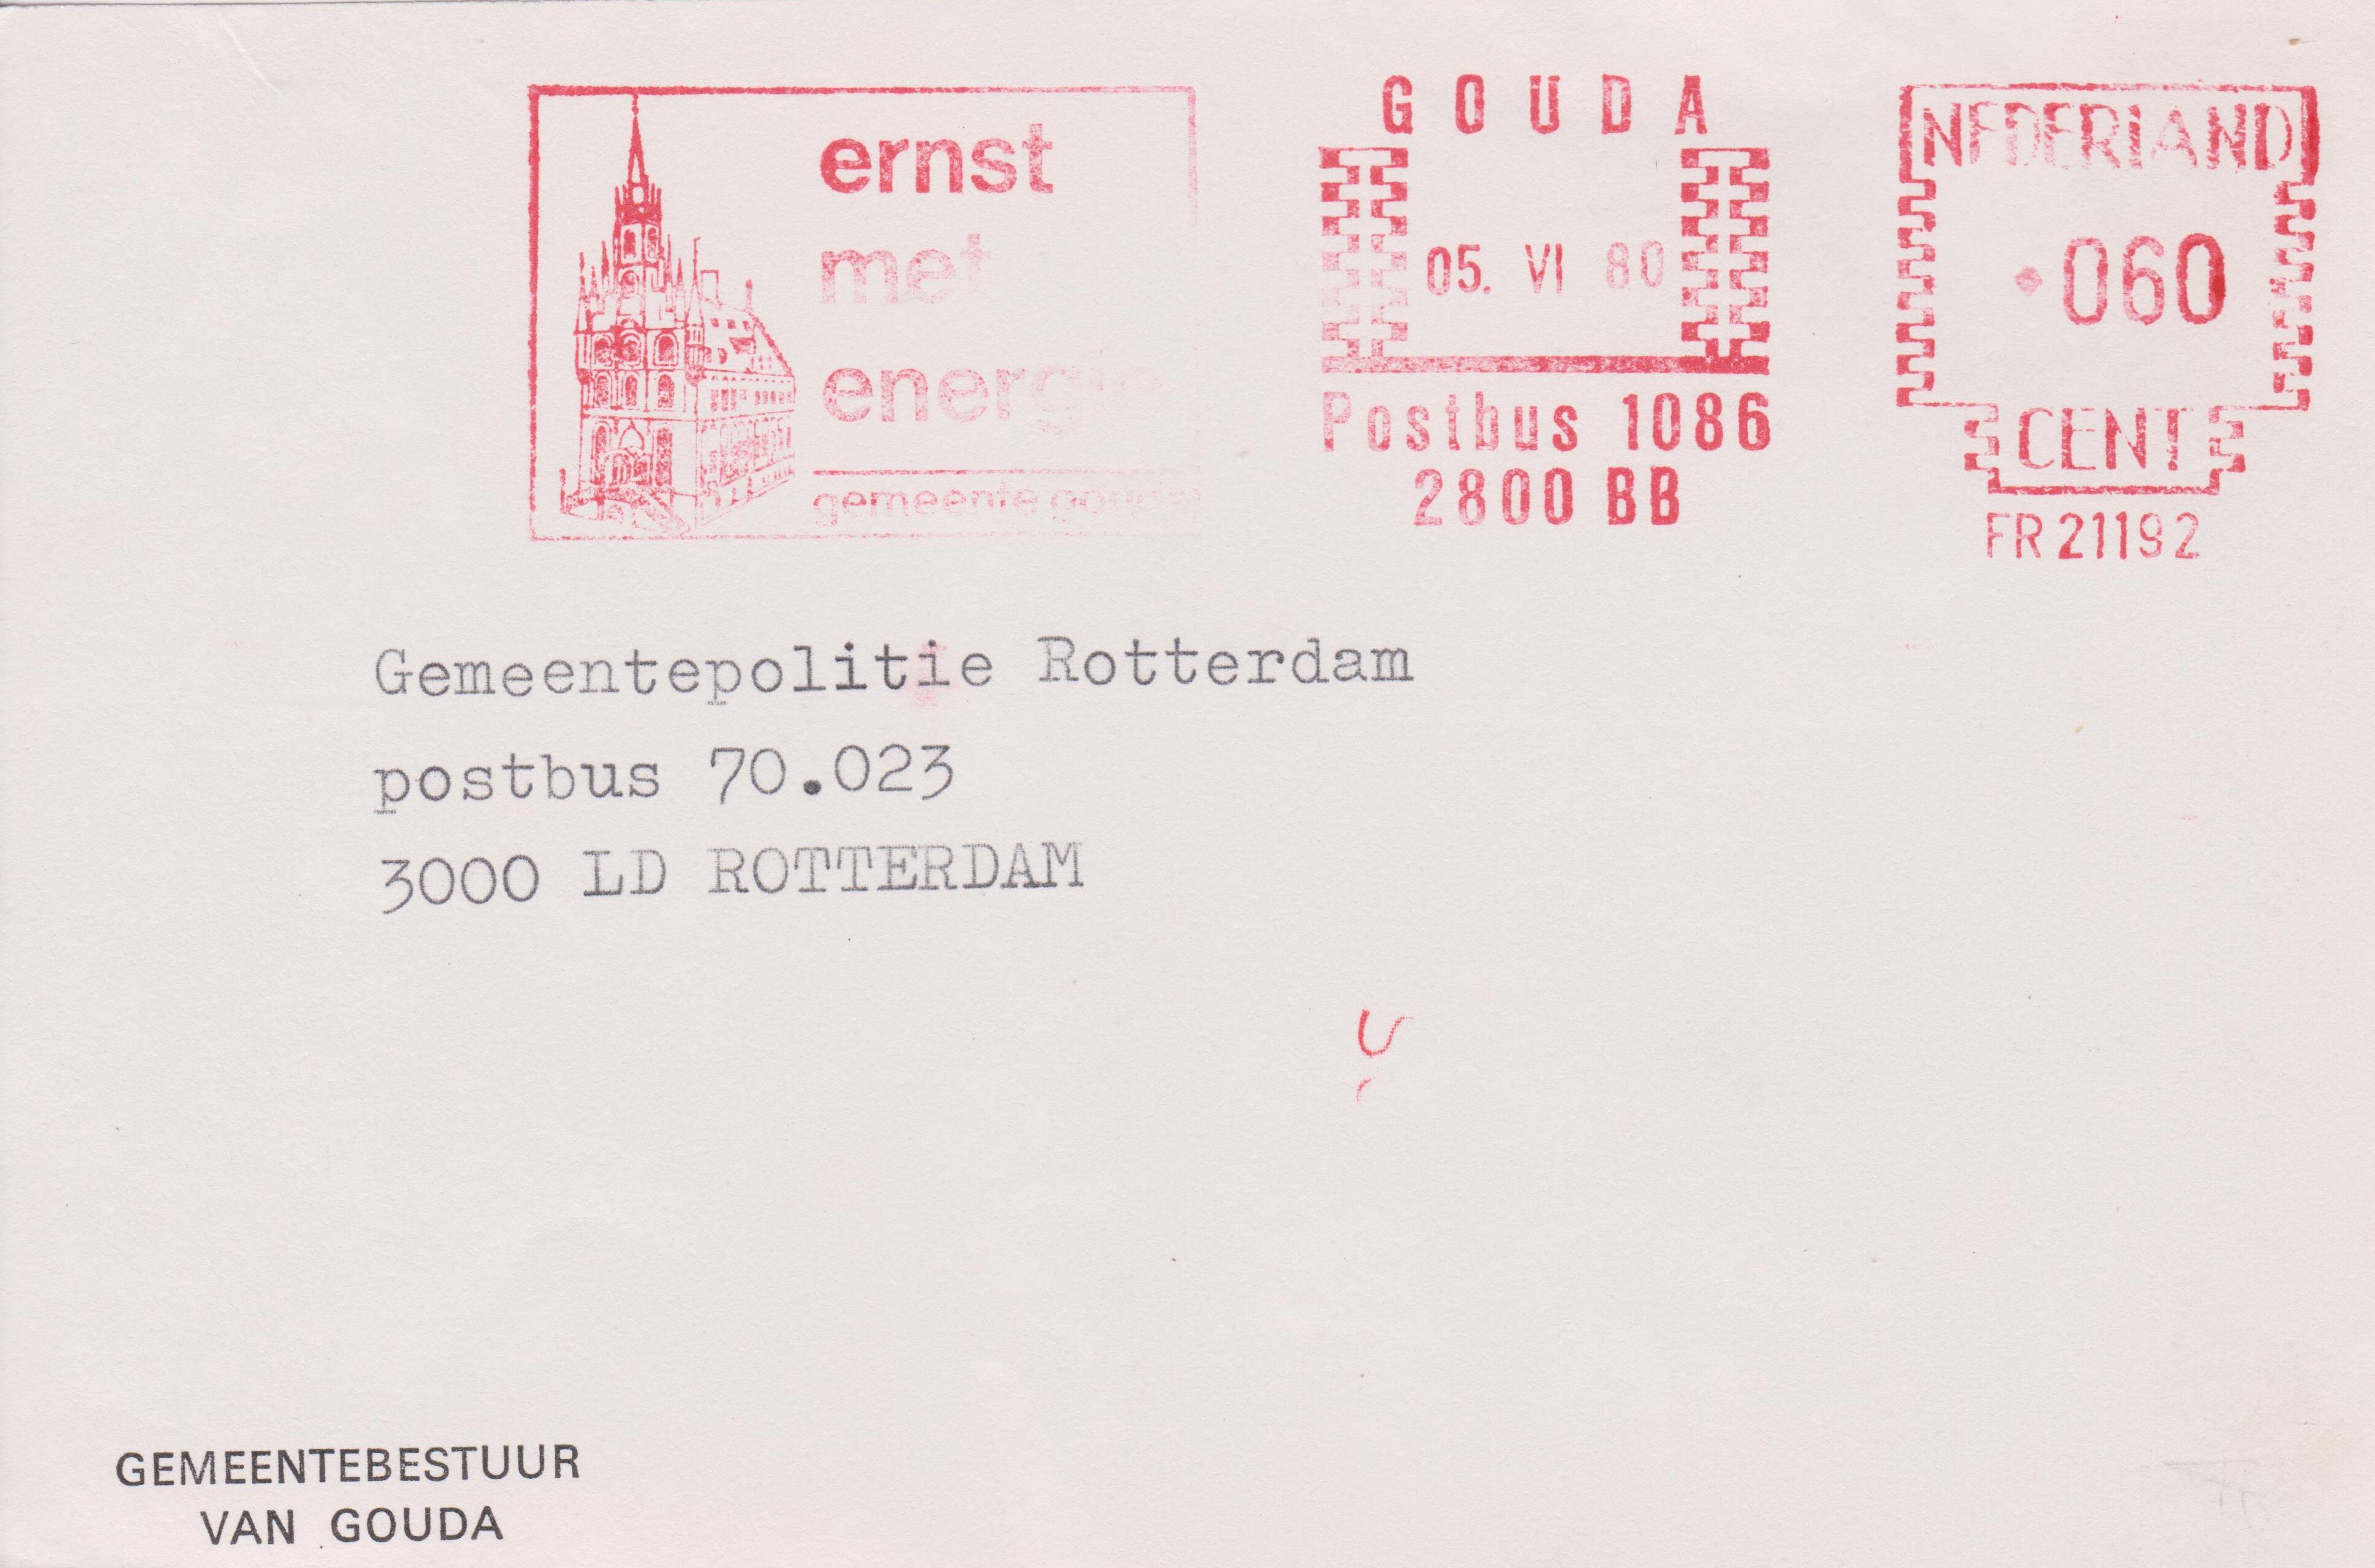 ernst
met
energie
gemeente gouda
GOUDA
05. VI 80
Postbus 1086
2800 BB
NEDERLAND
060
CENT
FR 21192
Gemeentepolitie Rotterdam
postbus 70.023
3000 LD ROTTERDAM
GEMEENTEBESTUUR
VAN GOUDA